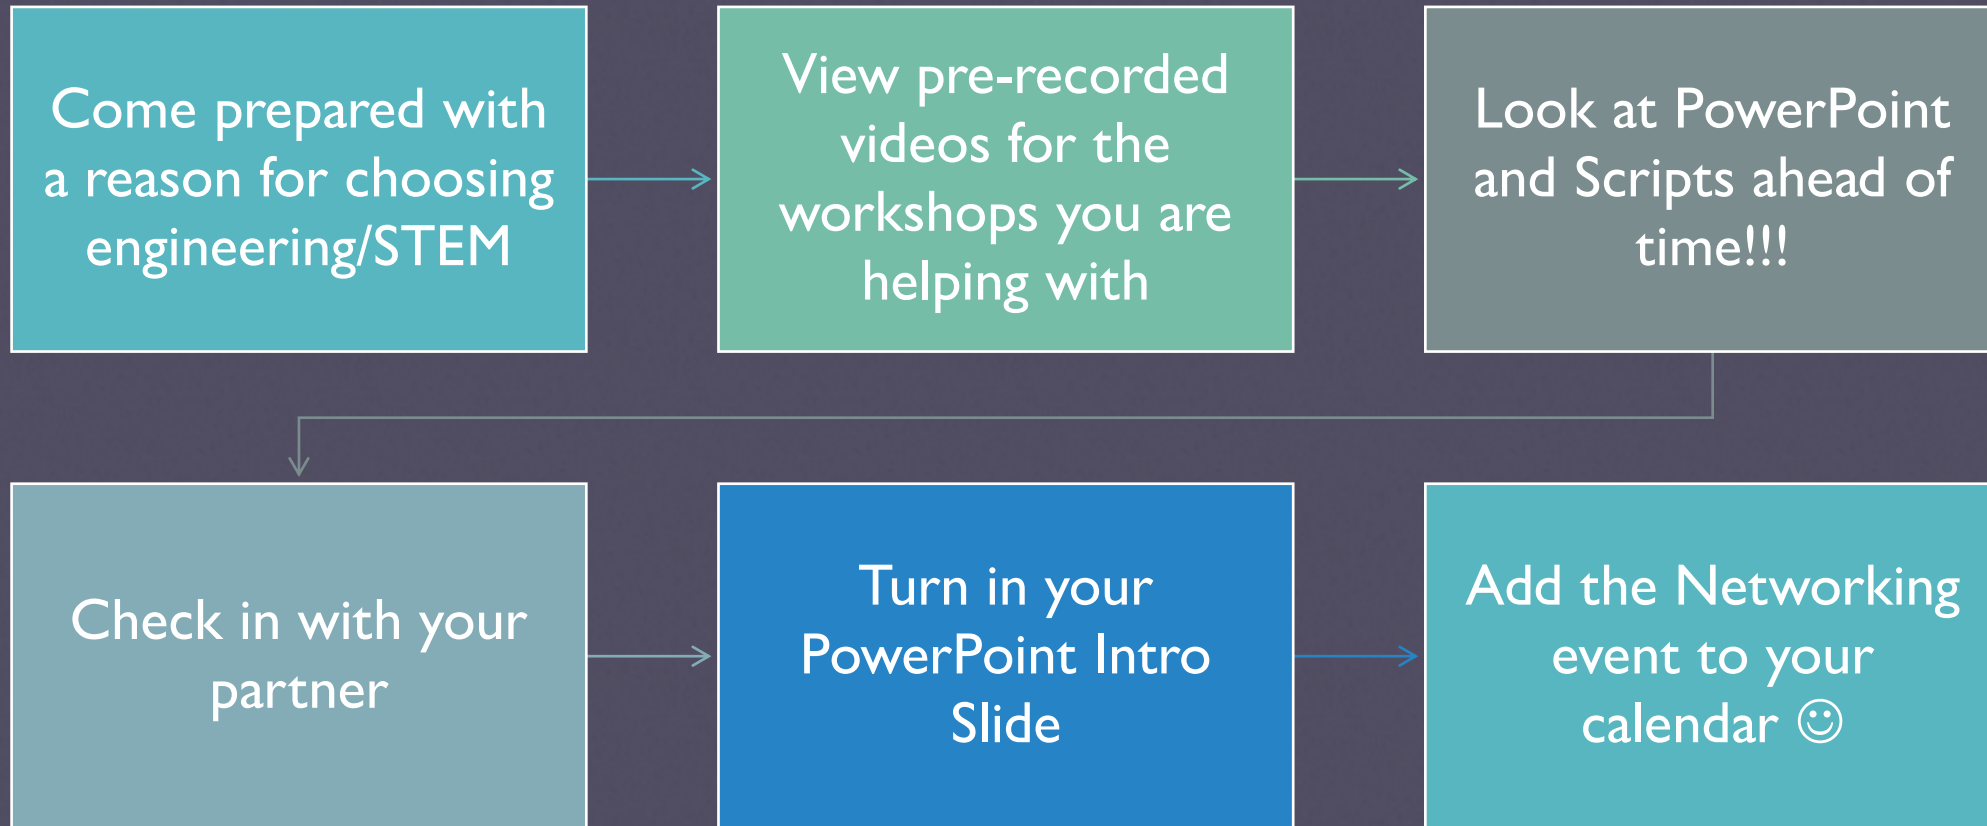 Come prepared with
a reason for choosing
engineering/STEM
View pre-recorded
videos for the
workshops you are
helping with
Look at PowerPoint
and Scripts ahead of
time!!!
Check in with your
partner
Turn in your
PowerPoint Intro
Slide
Add the Networking
event to your
calendar ☺